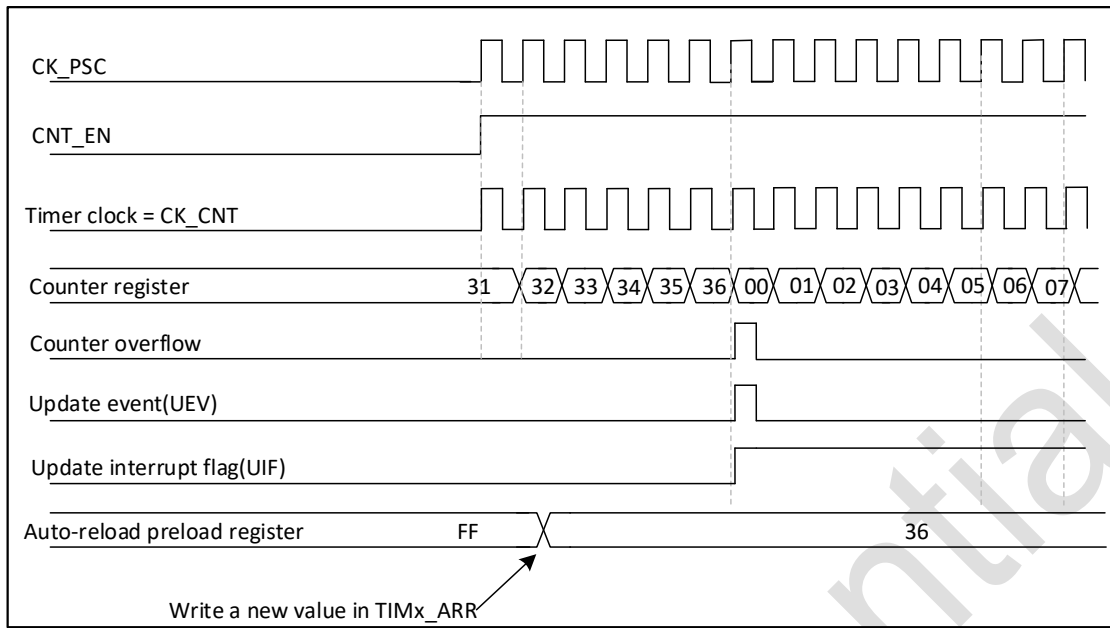 CK_PSC
CNT_EN
Timer clock = CK_CNT
Counter register 31 32 33 34 35 36 00 01 02 03 04 05 06 07
Counter overflow
Update event(UEV)
Update interrupt flag(UIF)
Auto-reload preload register FF 36
Write a new value in TIMx_ARR